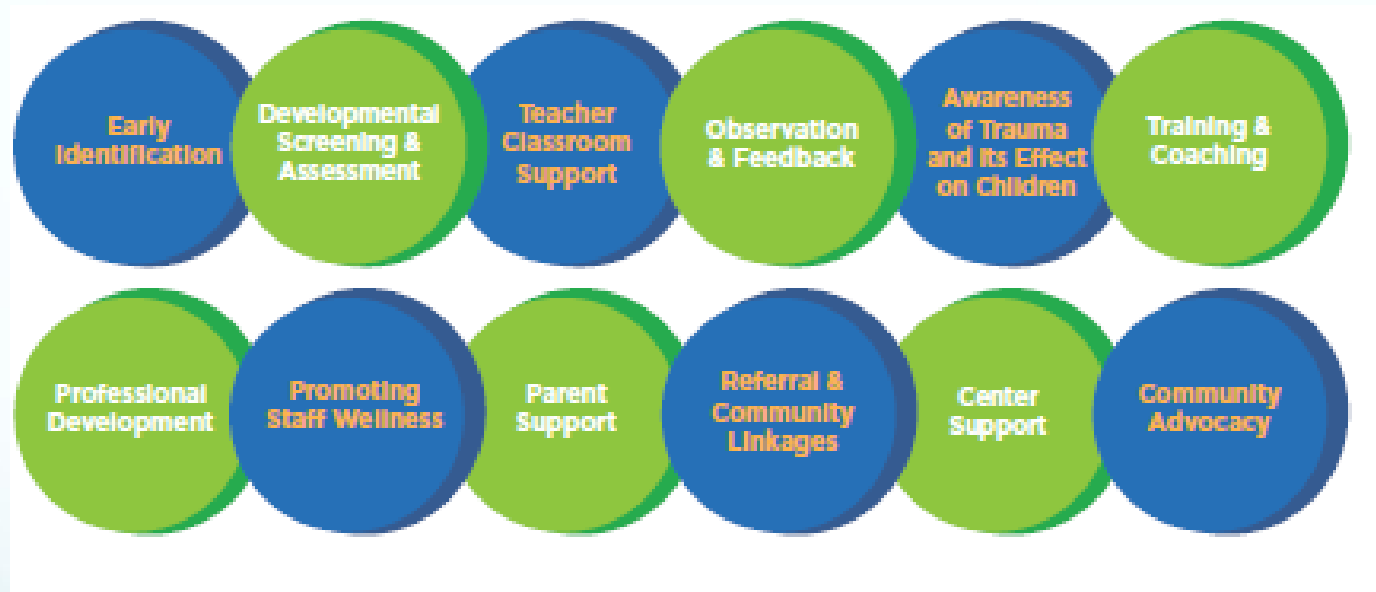 Early
Identification
Developmental
Screening &
Assessment
Teacher
Classroom
Support
Observation
& Feedback
Awareness
of Trauma
and Its Effect
on Children
Training &
Coaching
Professional
Development
Promoting
Staff Wellness
Parent
Support
Referral &
Community
Linkages
Center
Support
Community
Advocacy